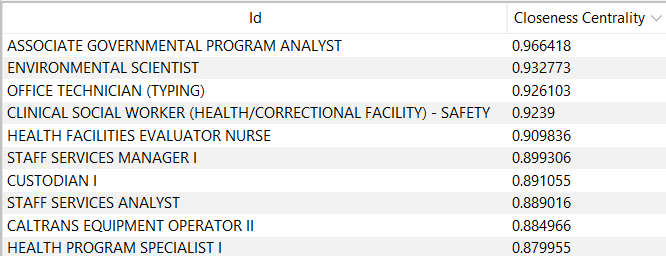 Id Closeness Centrality
ASSOCIATE GOVERNMENTAL PROGRAM ANALYST 0.966418
ENVIRONMENTAL SCIENTIST 0.932773
OFFICE TECHNICIAN (TYPING) 0.926103
CLINICAL SOCIAL WORKER (HEALTH/CORRECTIONAL FACILITY) - SAFETY 0.9239
HEALTH FACILITIES EVALUATOR NURSE 0.909836
STAFF SERVICES MANAGER I 0.899306
CUSTODIAN I 0.891055
STAFF SERVICES ANALYST 0.889016
CALTRANS EQUIPMENT OPERATOR II 0.884966
HEALTH PROGRAM SPECIALIST I 0.879955